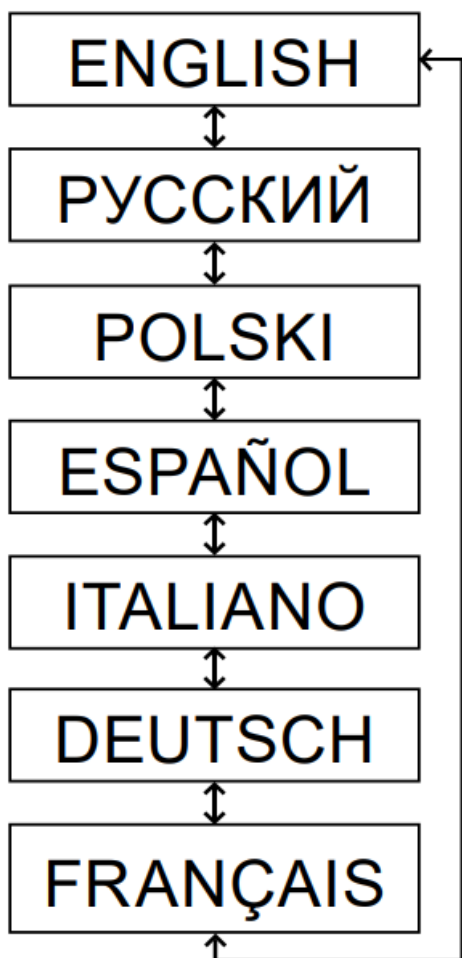 ENGLISH
РУССКИЙ
POLSKI
ESPAÑOL
ITALIANO
DEUTSCH
FRANÇAIS